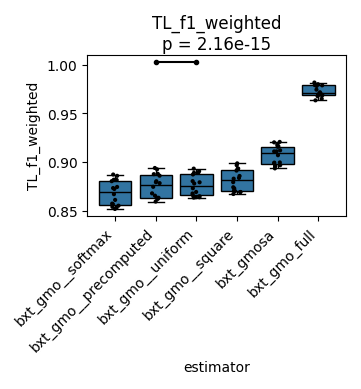 TL_f1_weighted
p = 2.16e-15
TL_f1_weighted
1.00
0.95
0.90
0.85
bxt_gmo__softmax
bxt_gmo__precomputed
bxt_gmo__uniform
bxt_gmo__square
bxt_gmosa
bxt_gmo_full
estimator